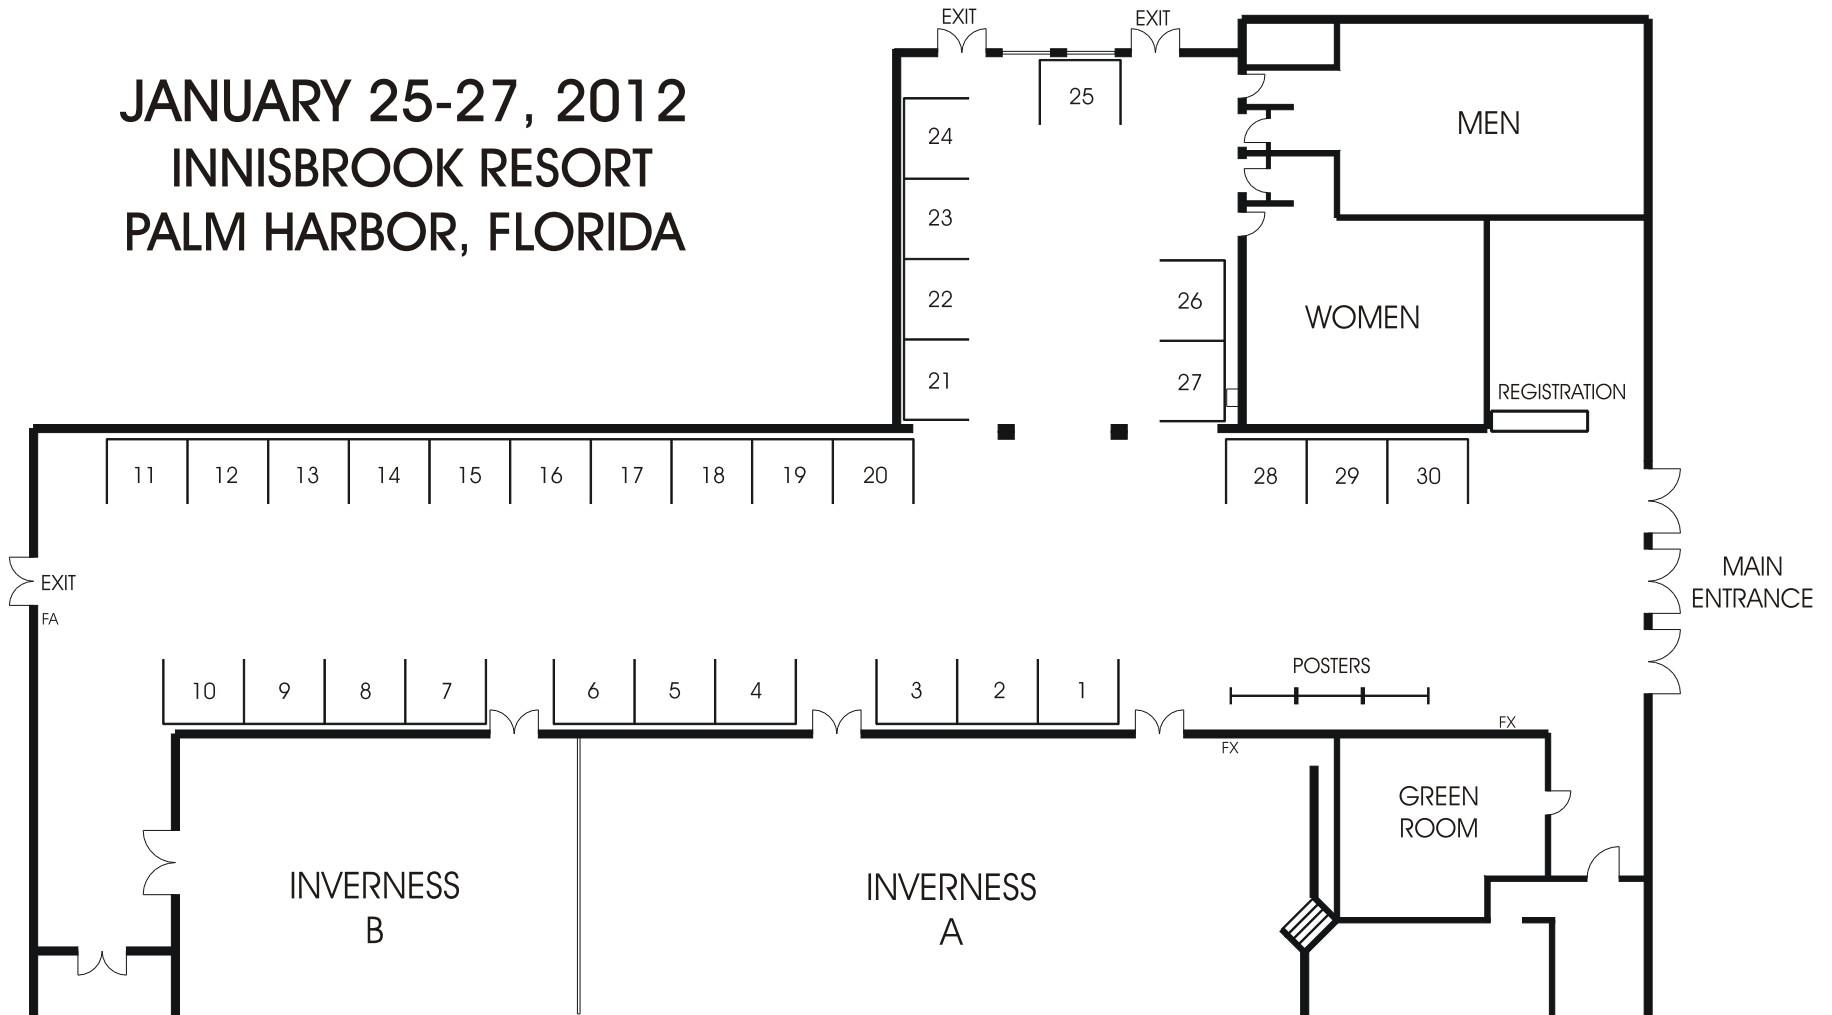 EXIT
EXIT
JANUARY 25-27, 2012
INNISBROOK RESORT
PALM HARBOR, FLORIDA
25
24
MEN
23
22
26
WOMEN
21
27
REGISTRATION
11 12 13 14 15 16 17 18 19 20 28 29 30
EXIT
MAIN
ENTRANCE
FA
POSTERS
10 9 8 7 6 5 4 3 2 1
FX
FX
GREEN
ROOM
INVERNESS
B
INVERNESS
A